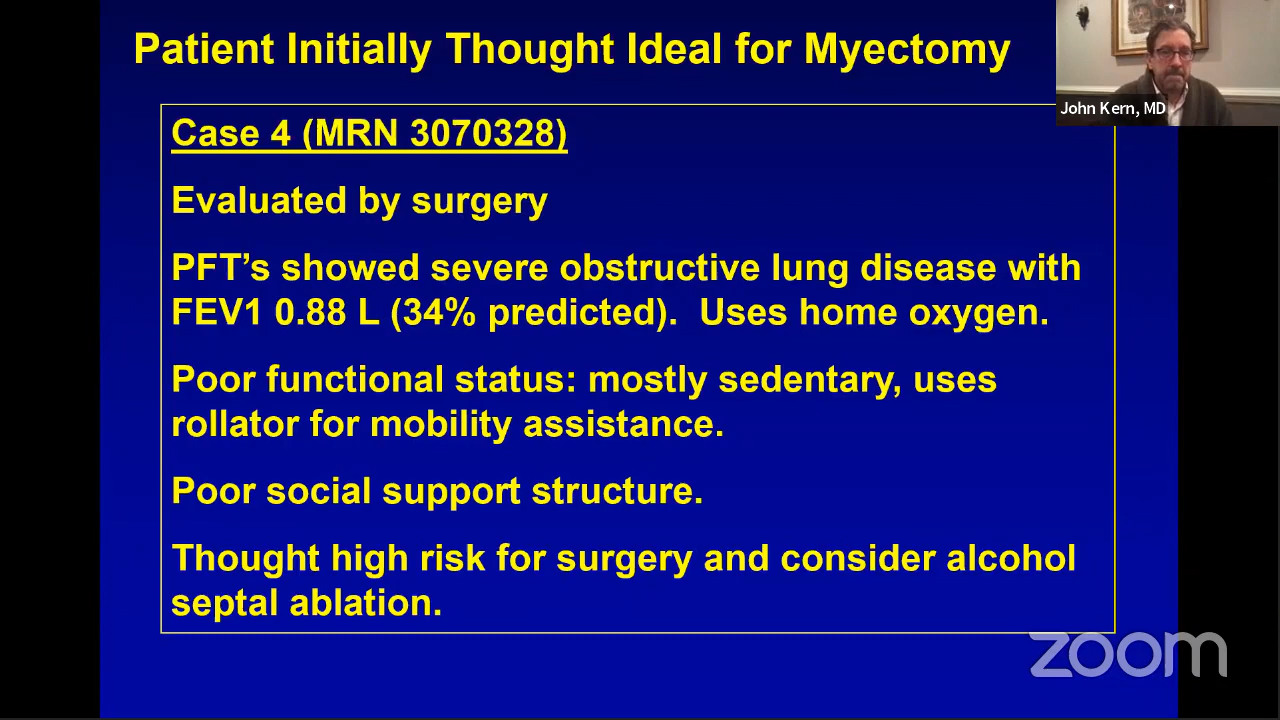 Patient Initially Thought Ideal for Myectomy
John Kern, MD
Case 4 (MRN 3070328)
Evaluated by surgery
PFT’s showed severe obstructive lung disease with
FEV1 0.88 L (34% predicted).  Uses home oxygen.
Poor functional status: mostly sedentary, uses
rollator for mobility assistance.
Poor social support structure.
Thought high risk for surgery and consider alcohol
septal ablation.
zoom